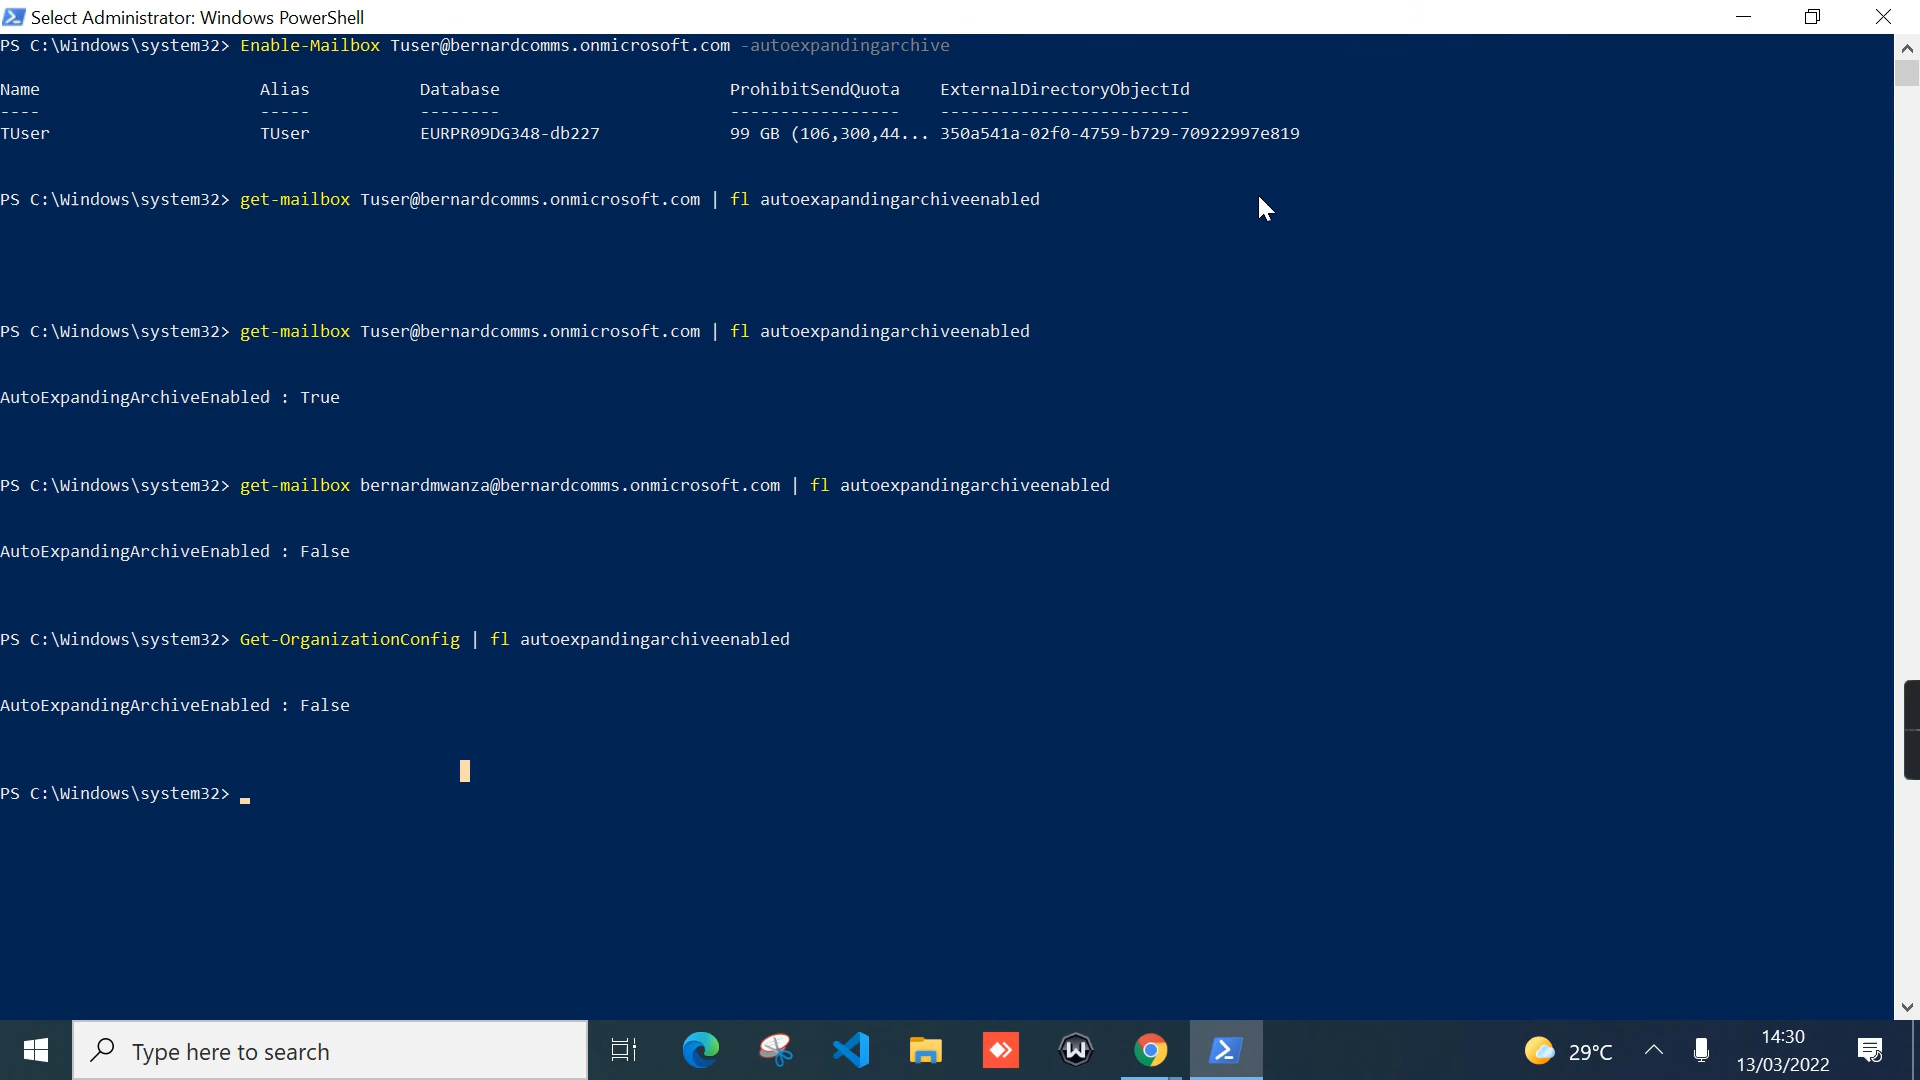 Select Administrator: Windows PowerShell
PS C:\Windows\system32> Enable-Mailbox Tuser@bernardcomms.onmicrosoft.com -autoexpandingarchive
Name Alias Database ProhibitSendQuota ExternalDirectoryObjectId
---- ----- -------- ----------------- -------------------------
TUser TUser EURPR09DG348-db227 99 GB (106,300,44... 350a541a-02f0-4759-b729-70922997e819
PS C:\Windows\system32> get-mailbox Tuser@bernardcomms.onmicrosoft.com | fl autoexapandingarchiveenabled
PS C:\Windows\system32> get-mailbox Tuser@bernardcomms.onmicrosoft.com | fl autoexpandingarchiveenabled
AutoExpandingArchiveEnabled : True
PS C:\Windows\system32> get-mailbox bernardmwanza@bernardcomms.onmicrosoft.com | fl autoexpandingarchiveenabled
AutoExpandingArchiveEnabled : False
PS C:\Windows\system32> Get-OrganizationConfig | fl autoexpandingarchiveenabled
AutoExpandingArchiveEnabled : False
PS C:\Windows\system32>
Type here to search
29°C
14:30
13/03/2022